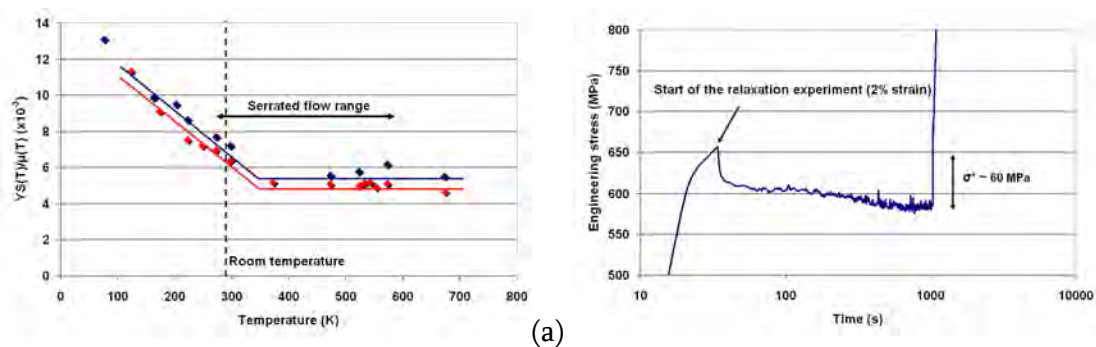 14
12
10
8
6
4
2
0
YS(T)/μ(T) (x10⁻³)
Serrated flow range
Room temperature
0 100 200 300 400 500 600 700 800
Temperature (K)
(a)
800
750
700
650
600
550
500
Engineering stress (MPa)
Start of the relaxation experiment (2% strain)
σ* ~ 60 MPa
10 100 1000 10000
Time (s)